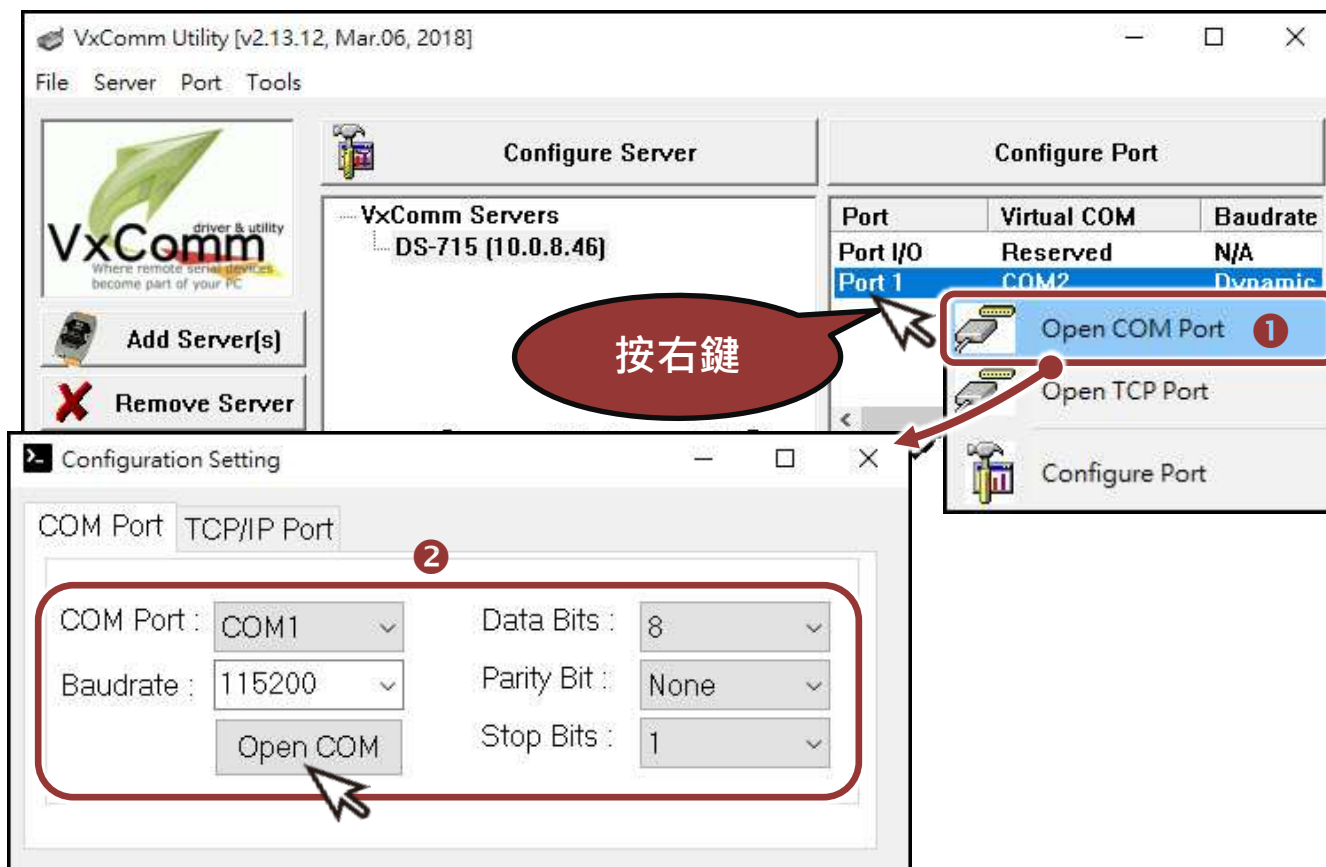 VxComm Utility [v2.13.12, Mar.06, 2018]
File Server Port Tools
VxComm
driver & utility
Where remote serial devices
become part of your PC
Add Server(s)
Remove Server
Configure Server
VxComm Servers
DS-715 (10.0.8.46)
Configure Port
Port Virtual COM Baudrate
Port I/O Reserved N/A
Port 1 COM2 Dynamic
按右鍵
Open COM Port 1
Open TCP Port
Configure Port
Configuration Setting
COM Port TCP/IP Port
2
COM Port : COM1 Data Bits : 8
Baudrate : 115200 Parity Bit : None
Open COM Stop Bits : 1